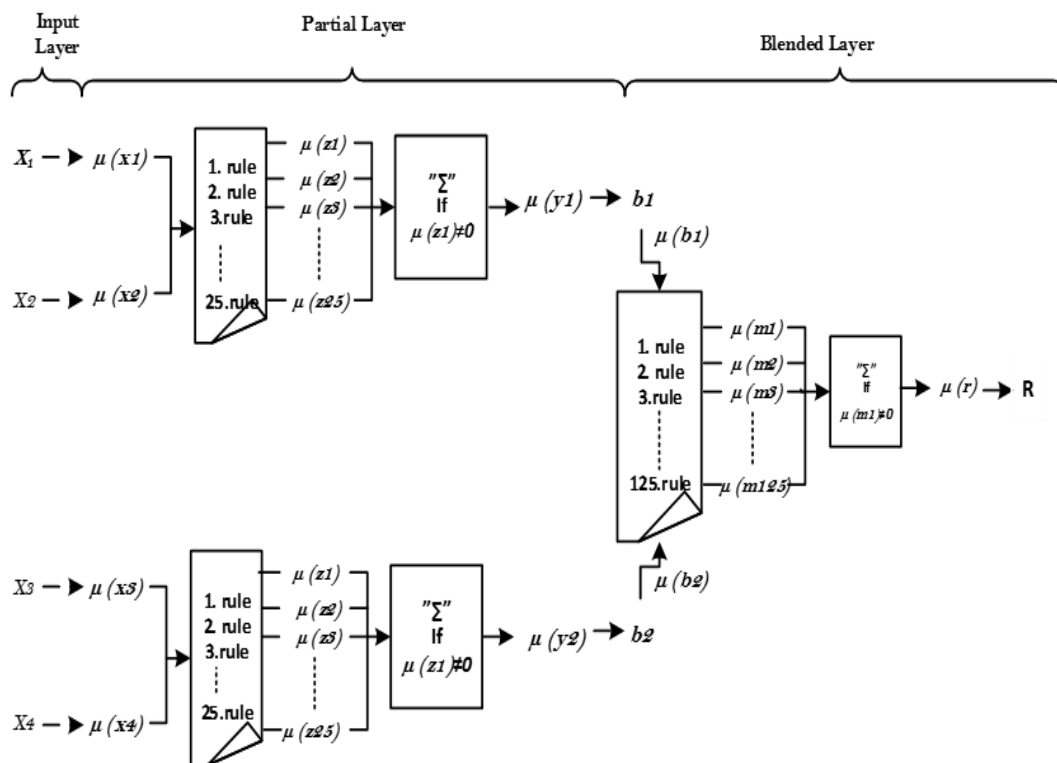 Input
Layer
Partial Layer
Blended Layer
X1
μ (x1)
X2
μ (x2)
1. rule
2. rule
3.rule
25.rule
μ (z1)
μ (z2)
μ (z3)
μ (z25)
"Σ"
If
μ (z1)≠0
μ (y1)
b1
μ (b1)
1. rule
2. rule
3.rule
125.rule
μ (m1)
μ (m2)
μ (m3)
μ (m125)
"Σ"
If
μ (m1)≠0
μ (r)
R
X3
μ (x3)
X4
μ (x4)
1. rule
2. rule
3.rule
25.rule
μ (z1)
μ (z2)
μ (z3)
μ (z25)
"Σ"
If
μ (z1)≠0
μ (y2)
b2
μ (b2)